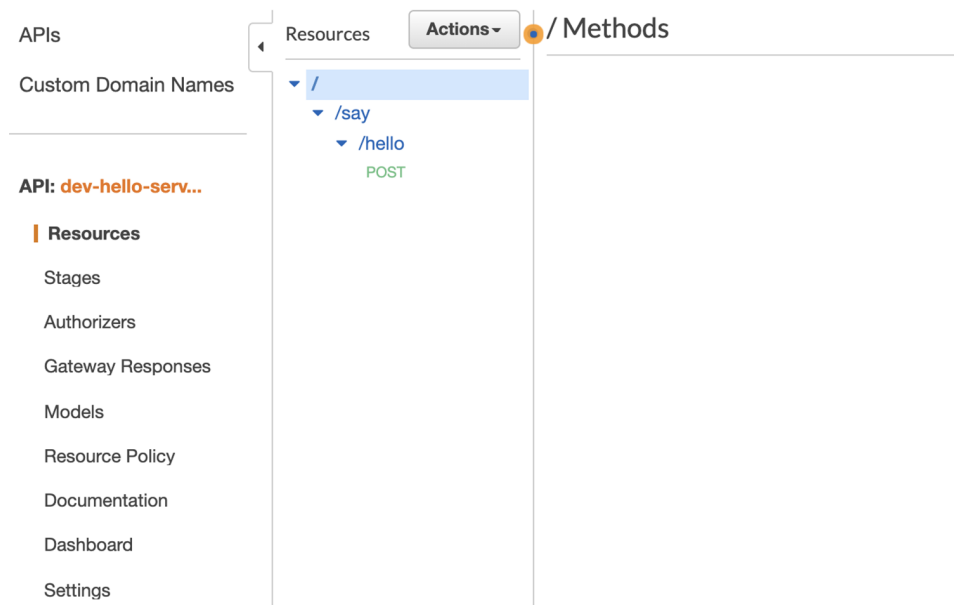 APIs
Custom Domain Names
API: dev-hello-serv...
Resources
Stages
Authorizers
Gateway Responses
Models
Resource Policy
Documentation
Dashboard
Settings
Resources
Actions
/
/say
/hello
POST
/ Methods